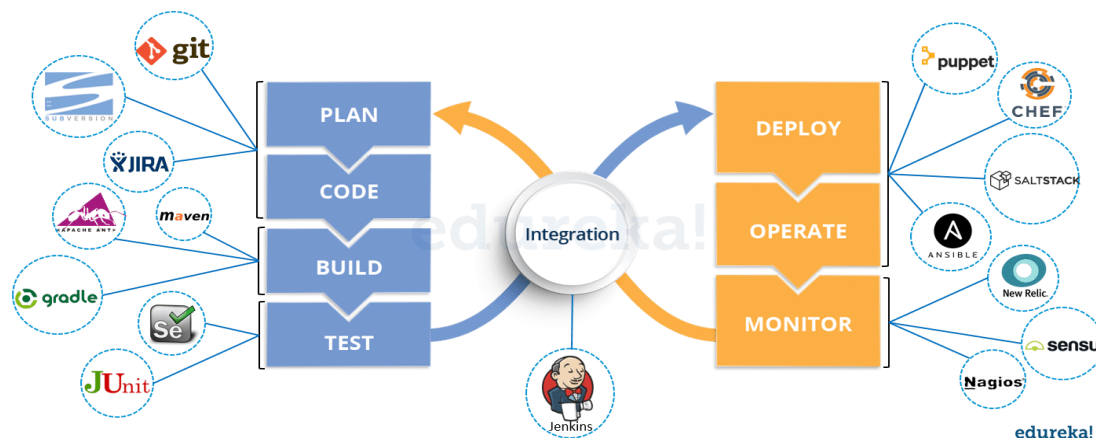 git
SUBVERSION
JIRA
APACHE ANT
maven
gradle
Se
JUnit
PLAN
CODE
BUILD
TEST
edureka!
Integration
Jenkins
DEPLOY
OPERATE
MONITOR
puppet
CHEF
SALTSTACK
A
ANSIBLE
New Relic.
sensu
Nagios
edureka!